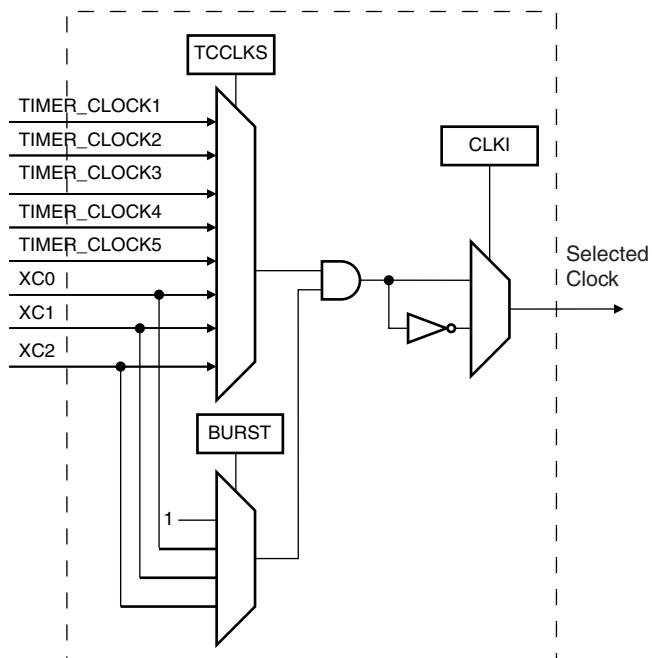 TCCLKS
TIMER_CLOCK1
TIMER_CLOCK2
TIMER_CLOCK3
TIMER_CLOCK4
TIMER_CLOCK5
XC0
XC1
XC2
CLKI
Selected
Clock
BURST
1